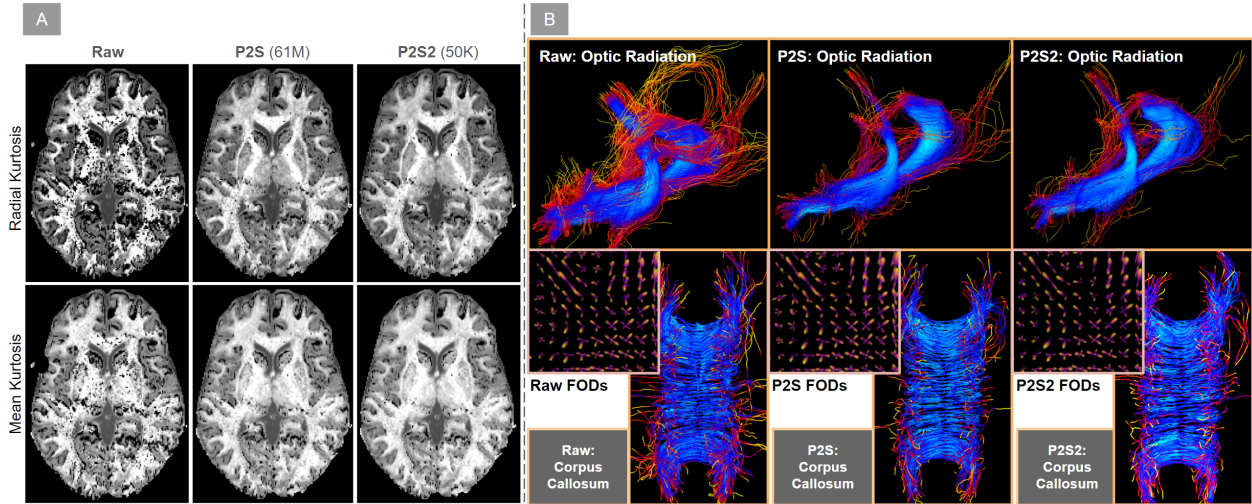 A
Raw
P2S (61M)
P2S2 (50K)
Radial Kurtosis
Mean Kurtosis
B
Raw: Optic Radiation
P2S: Optic Radiation
P2S2: Optic Radiation
Raw FODs
P2S FODs
P2S2 FODs
Raw:
Corpus
Callosum
P2S:
Corpus
Callosum
P2S2:
Corpus
Callosum